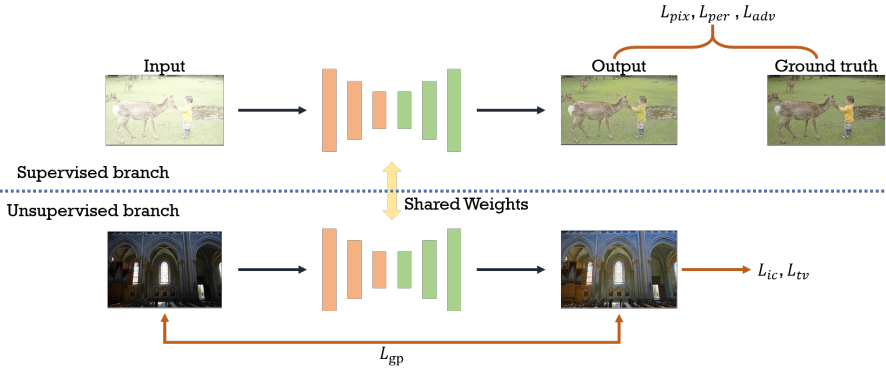 L_pix, L_per , L_adv
Input
Output
Ground truth
Supervised branch
Unsupervised branch
Shared Weights
L_ic, L_tv
L_gp